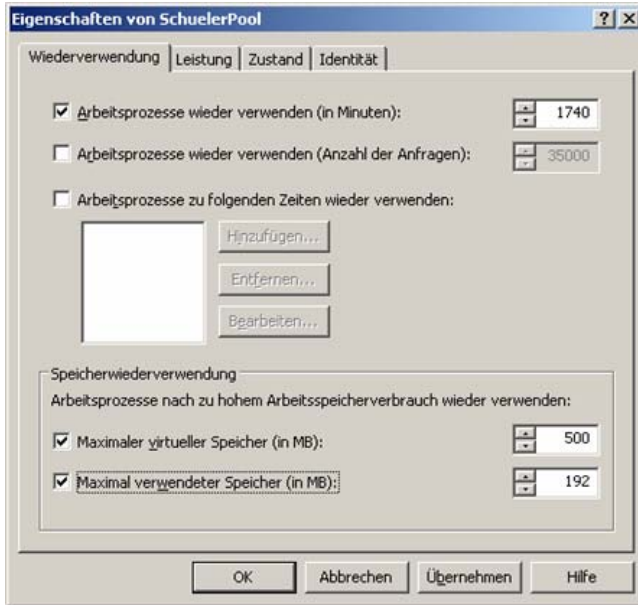 Eigenschaften von SchuelerPool
Wiederverwendung Leistung Zustand Identität
Arbeitsprozesse wieder verwenden (in Minuten): 1740
Arbeitsprozesse wieder verwenden (Anzahl der Anfragen): 35000
Arbeitsprozesse zu folgenden Zeiten wieder verwenden:
Hinzufügen...
Entfernen...
Bearbeiten...
Speicherwiederverwendung
Arbeitsprozesse nach zu hohem Arbeitsspeicherverbrauch wieder verwenden:
Maximaler virtueller Speicher (in MB): 500
Maximal verwendeter Speicher (in MB): 192
OK Abbrechen Übernehmen Hilfe